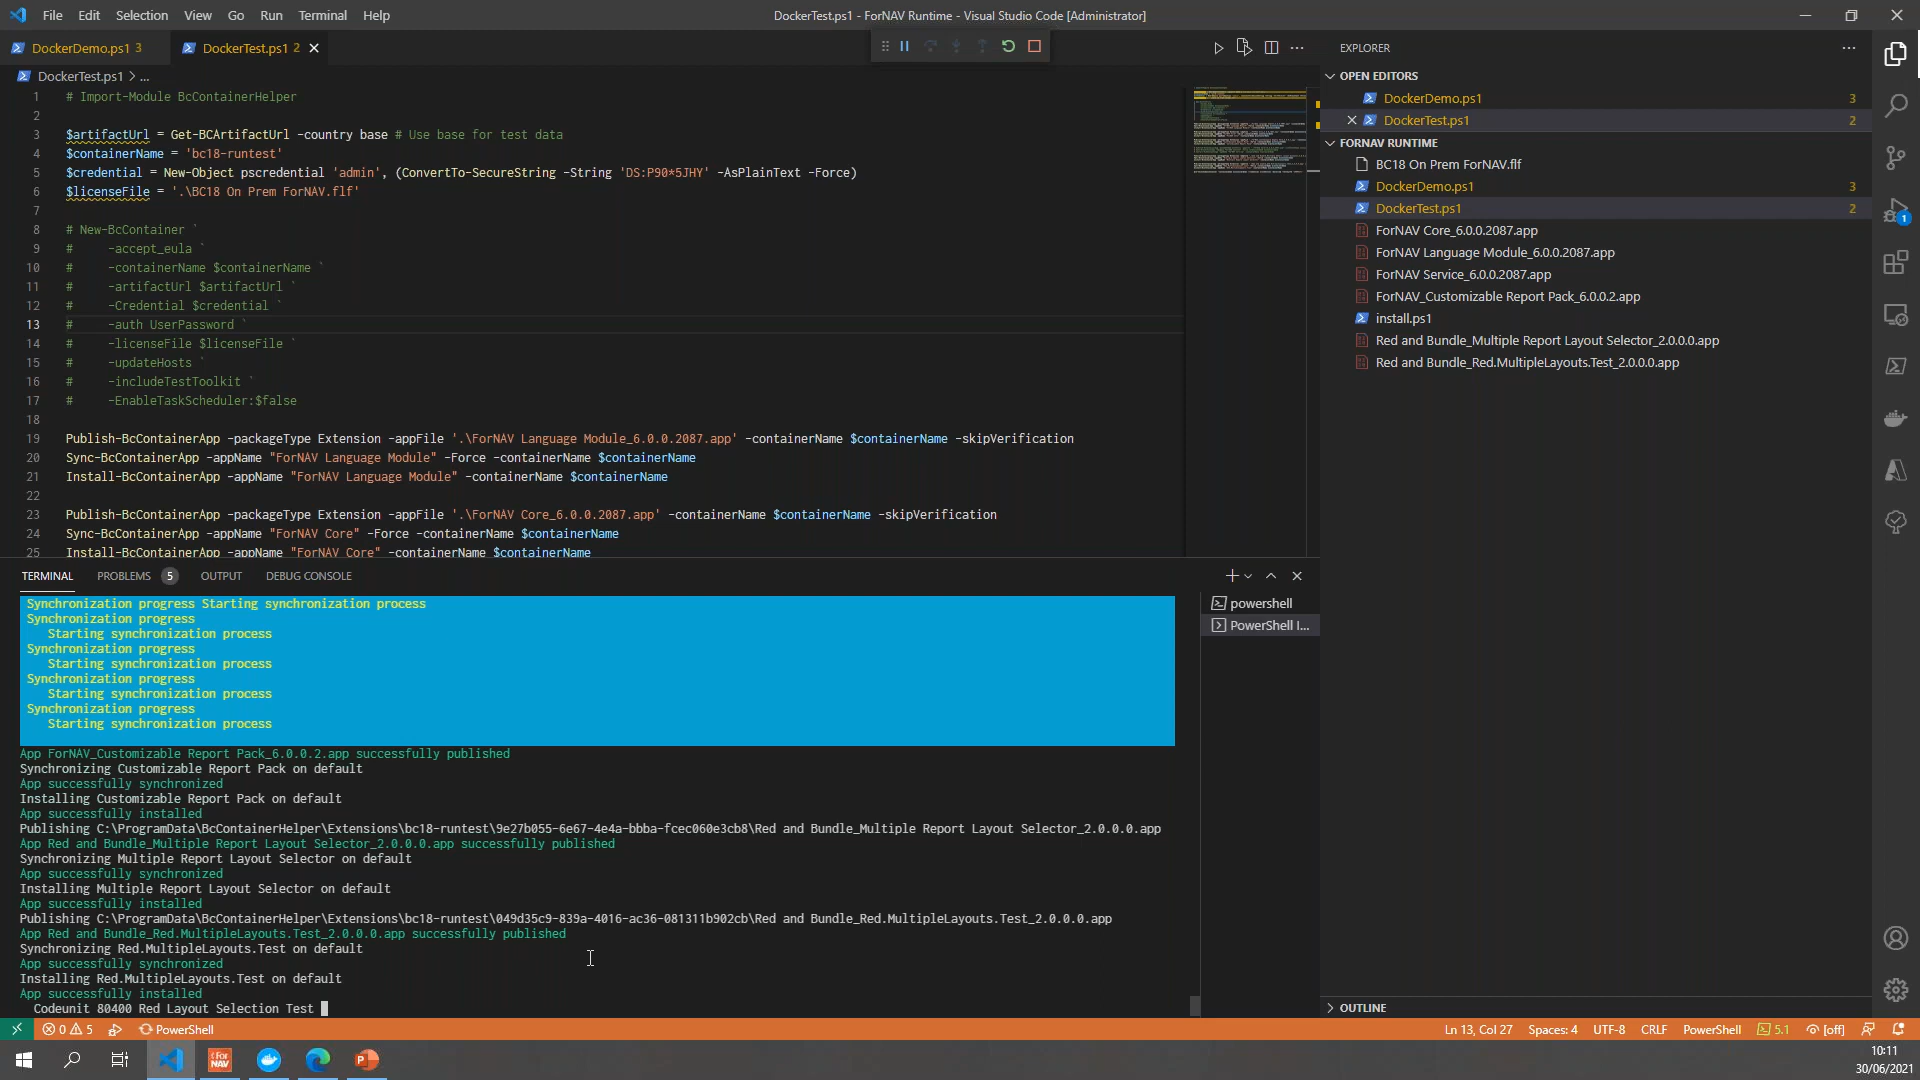 File Edit Selection View Go Run Terminal Help
DockerTest.ps1 - ForNAV Runtime - Visual Studio Code [Administrator]
DockerDemo.ps1 3
DockerTest.ps1 2
DockerTest.ps1 > ...
1 # Import-Module BcContainerHelper
2
3 $artifactUrl = Get-BCArtifactUrl -country base # Use base for test data
4 $containerName = 'bc18-runtest'
5 $credential = New-Object pscredential 'admin', (ConvertTo-SecureString -String 'DS:P90*5JHY' -AsPlainText -Force)
6 $licenseFile = '.\BC18 On Prem ForNAV.flf'
7
8 # New-BcContainer `
9 # -accept_eula `
10 # -containerName $containerName `
11 # -artifactUrl $artifactUrl `
12 # -Credential $credential `
13 # -auth UserPassword `
14 # -licenseFile $licenseFile `
15 # -updateHosts `
16 # -includeTestToolkit `
17 # -EnableTaskScheduler:$false
18
19 Publish-BcContainerApp -packageType Extension -appFile '.\ForNAV Language Module_6.0.0.2087.app' -containerName $containerName -skipVerification
20 Sync-BcContainerApp -appName "ForNAV Language Module" -Force -containerName $containerName
21 Install-BcContainerApp -appName "ForNAV Language Module" -containerName $containerName
22
23 Publish-BcContainerApp -packageType Extension -appFile '.\ForNAV Core_6.0.0.2087.app' -containerName $containerName -skipVerification
24 Sync-BcContainerApp -appName "ForNAV Core" -Force -containerName $containerName
25 Install-BcContainerApp -appName "ForNAV Core" -containerName $containerName
TERMINAL PROBLEMS 5 OUTPUT DEBUG CONSOLE
Synchronization progress Starting synchronization process
Synchronization progress
Starting synchronization process
Synchronization progress
Starting synchronization process
Synchronization progress
Starting synchronization process
Synchronization progress
Starting synchronization process
App ForNAV_Customizable Report Pack_6.0.0.2.app successfully published
Synchronizing Customizable Report Pack on default
App successfully synchronized
Installing Customizable Report Pack on default
App successfully installed
Publishing C:\ProgramData\BcContainerHelper\Extensions\bc18-runtest\9e27b055-6e67-4e4a-bbba-fcec060e3cb8\Red and Bundle_Multiple Report Layout Selector_2.0.0.0.app
App Red and Bundle_Multiple Report Layout Selector_2.0.0.0.app successfully published
Synchronizing Multiple Report Layout Selector on default
App successfully synchronized
Installing Multiple Report Layout Selector on default
App successfully installed
Publishing C:\ProgramData\BcContainerHelper\Extensions\bc18-runtest\049d35c9-839a-4016-ac36-081311b902cb\Red and Bundle_Red.MultipleLayouts.Test_2.0.0.0.app
App Red and Bundle_Red.MultipleLayouts.Test_2.0.0.0.app successfully published
Synchronizing Red.MultipleLayouts.Test on default
App successfully synchronized
Installing Red.MultipleLayouts.Test on default
App successfully installed
Codeunit 80400 Red Layout Selection Test
powershell
PowerShell I...
EXPLORER
OPEN EDITORS
DockerDemo.ps1 3
DockerTest.ps1 2
FORNAV RUNTIME
BC18 On Prem ForNAV.flf
DockerDemo.ps1 3
DockerTest.ps1 2
ForNAV Core_6.0.0.2087.app
ForNAV Language Module_6.0.0.2087.app
ForNAV Service_6.0.0.2087.app
ForNAV_Customizable Report Pack_6.0.0.2.app
install.ps1
Red and Bundle_Multiple Report Layout Selector_2.0.0.0.app
Red and Bundle_Red.MultipleLayouts.Test_2.0.0.0.app
OUTLINE
1
0 5 PowerShell
Ln 13, Col 27 Spaces: 4 UTF-8 CRLF PowerShell 5.1 [off]
For NAV
10:11
30/06/2021